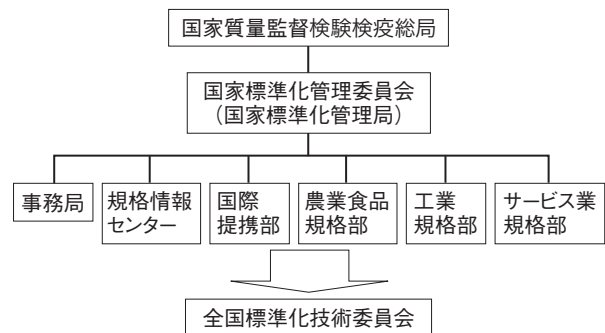 国家質量監督検験検疫総局
国家標準化管理委員会
（国家標準化管理局）
事務局
規格情報
センター
国際
提携部
農業食品
規格部
工業
規格部
サービス業
規格部
全国標準化技術委員会